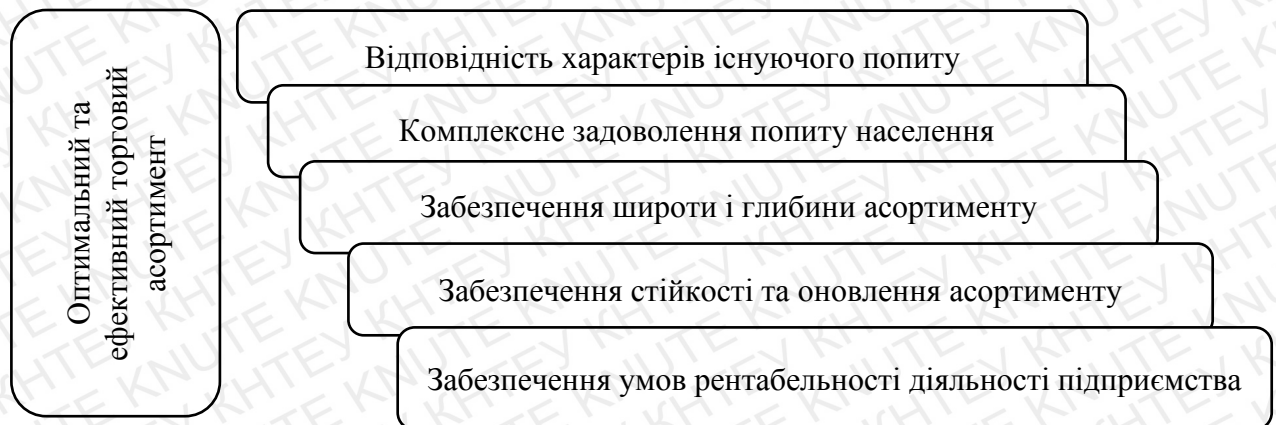 Оптимальний та
ефективний торговий
асортимент
Відповідність характерів існуючого попиту
Комплексне задоволення попиту населення
Забезпечення широти і глибини асортименту
Забезпечення стійкості та оновлення асортименту
Забезпечення умов рентабельності діяльності підприємства